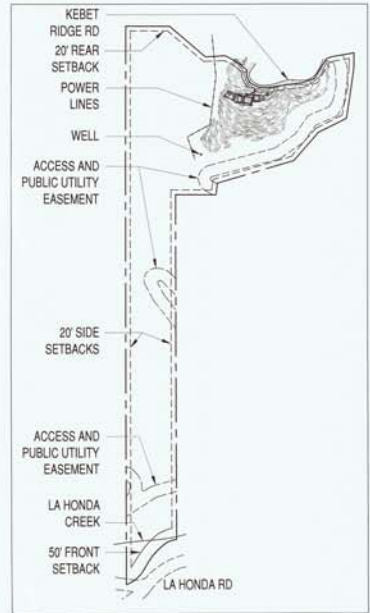 KEBET
RIDGE RD
20' REAR
SETBACK
POWER
LINES
WELL
ACCESS AND
PUBLIC UTILITY
EASEMENT
20' SIDE
SETBACKS
ACCESS AND
PUBLIC UTILITY
EASEMENT
LA HONDA
CREEK
50' FRONT
SETBACK
LA HONDA RD